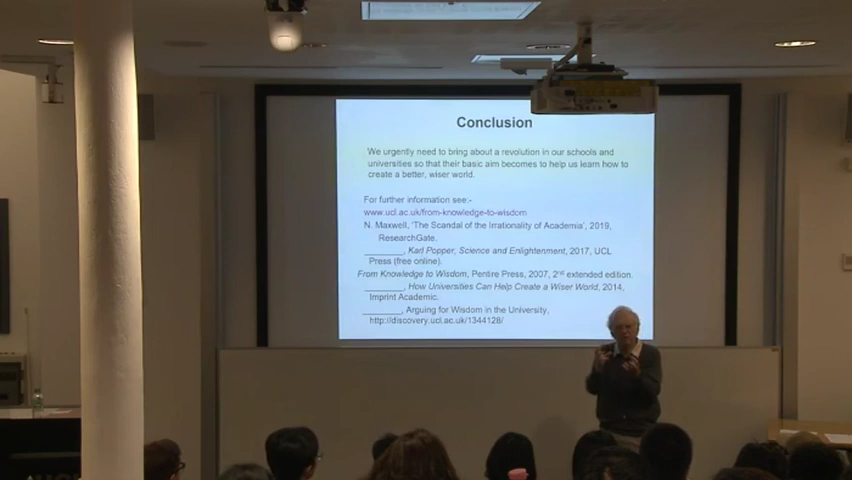 Conclusion
We urgently need to bring about a revolution in our schools and
universities so that their basic aim becomes to help us learn how to
create a better, wiser world.
For further information see:-
www.ucl.ac.uk/from-knowledge-to-wisdom
N. Maxwell, 'The Scandal of the Irrationality of Academia', 2019,
ResearchGate.
________, Karl Popper, Science and Enlightenment, 2017, UCL
Press (free online).
From Knowledge to Wisdom, Pentire Press, 2007, 2nd extended edition.
________, How Universities Can Help Create a Wiser World, 2014,
Imprint Academic.
________, Arguing for Wisdom in the University,
http://discovery.ucl.ac.uk/1344128/